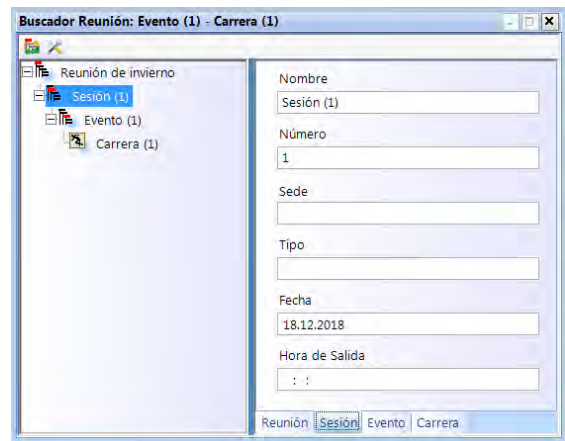 Buscador Reunión: Evento (1) - Carrera (1)
Reunión de invierno
Sesión (1)
Evento (1)
Carrera (1)
Nombre
Sesión (1)
Número
1
Sede
Tipo
Fecha
18.12.2018
Hora de Salida
: :
Reunión Sesión Evento Carrera